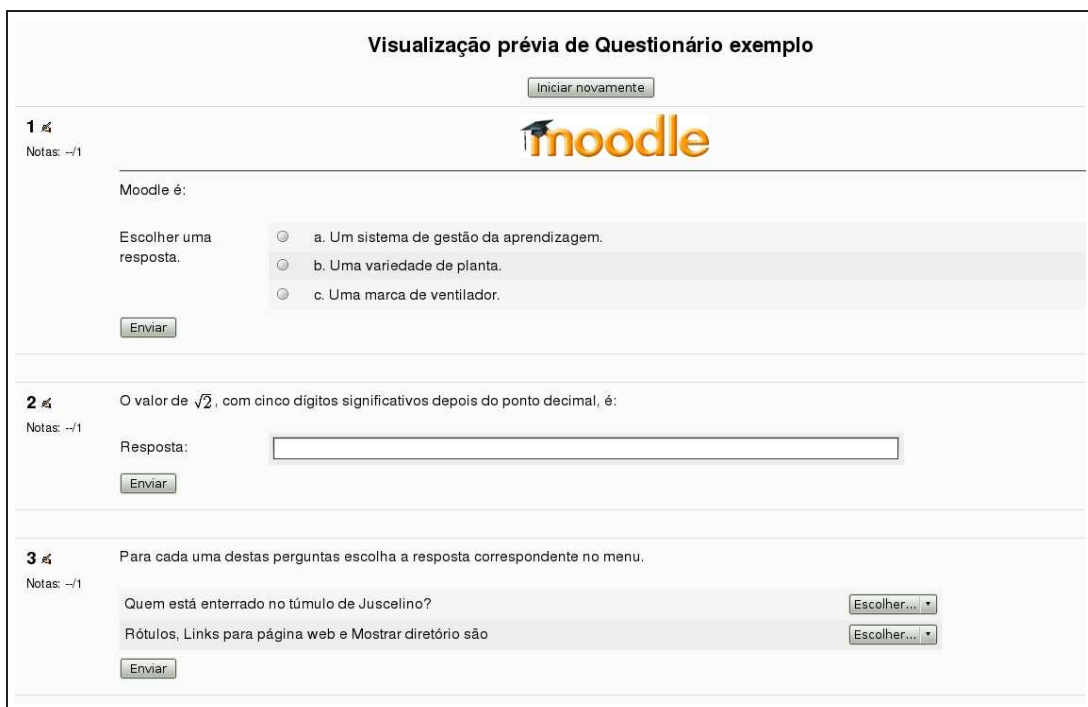 Visualização prévia de Questionário exemplo
Iniciar novamente
1
Notas: --/1
moodle
Moodle é:
Escolher uma
resposta.
a. Um sistema de gestão da aprendizagem.
b. Uma variedade de planta.
c. Uma marca de ventilador.
Enviar
2
Notas: --/1
O valor de √2, com cinco dígitos significativos depois do ponto decimal, é:
Resposta:
Enviar
3
Notas: --/1
Para cada uma destas perguntas escolha a resposta correspondente no menu.
Quem está enterrado no túmulo de Juscelino?
Escolher...
Rótulos, Links para página web e Mostrar diretório são
Escolher...
Enviar